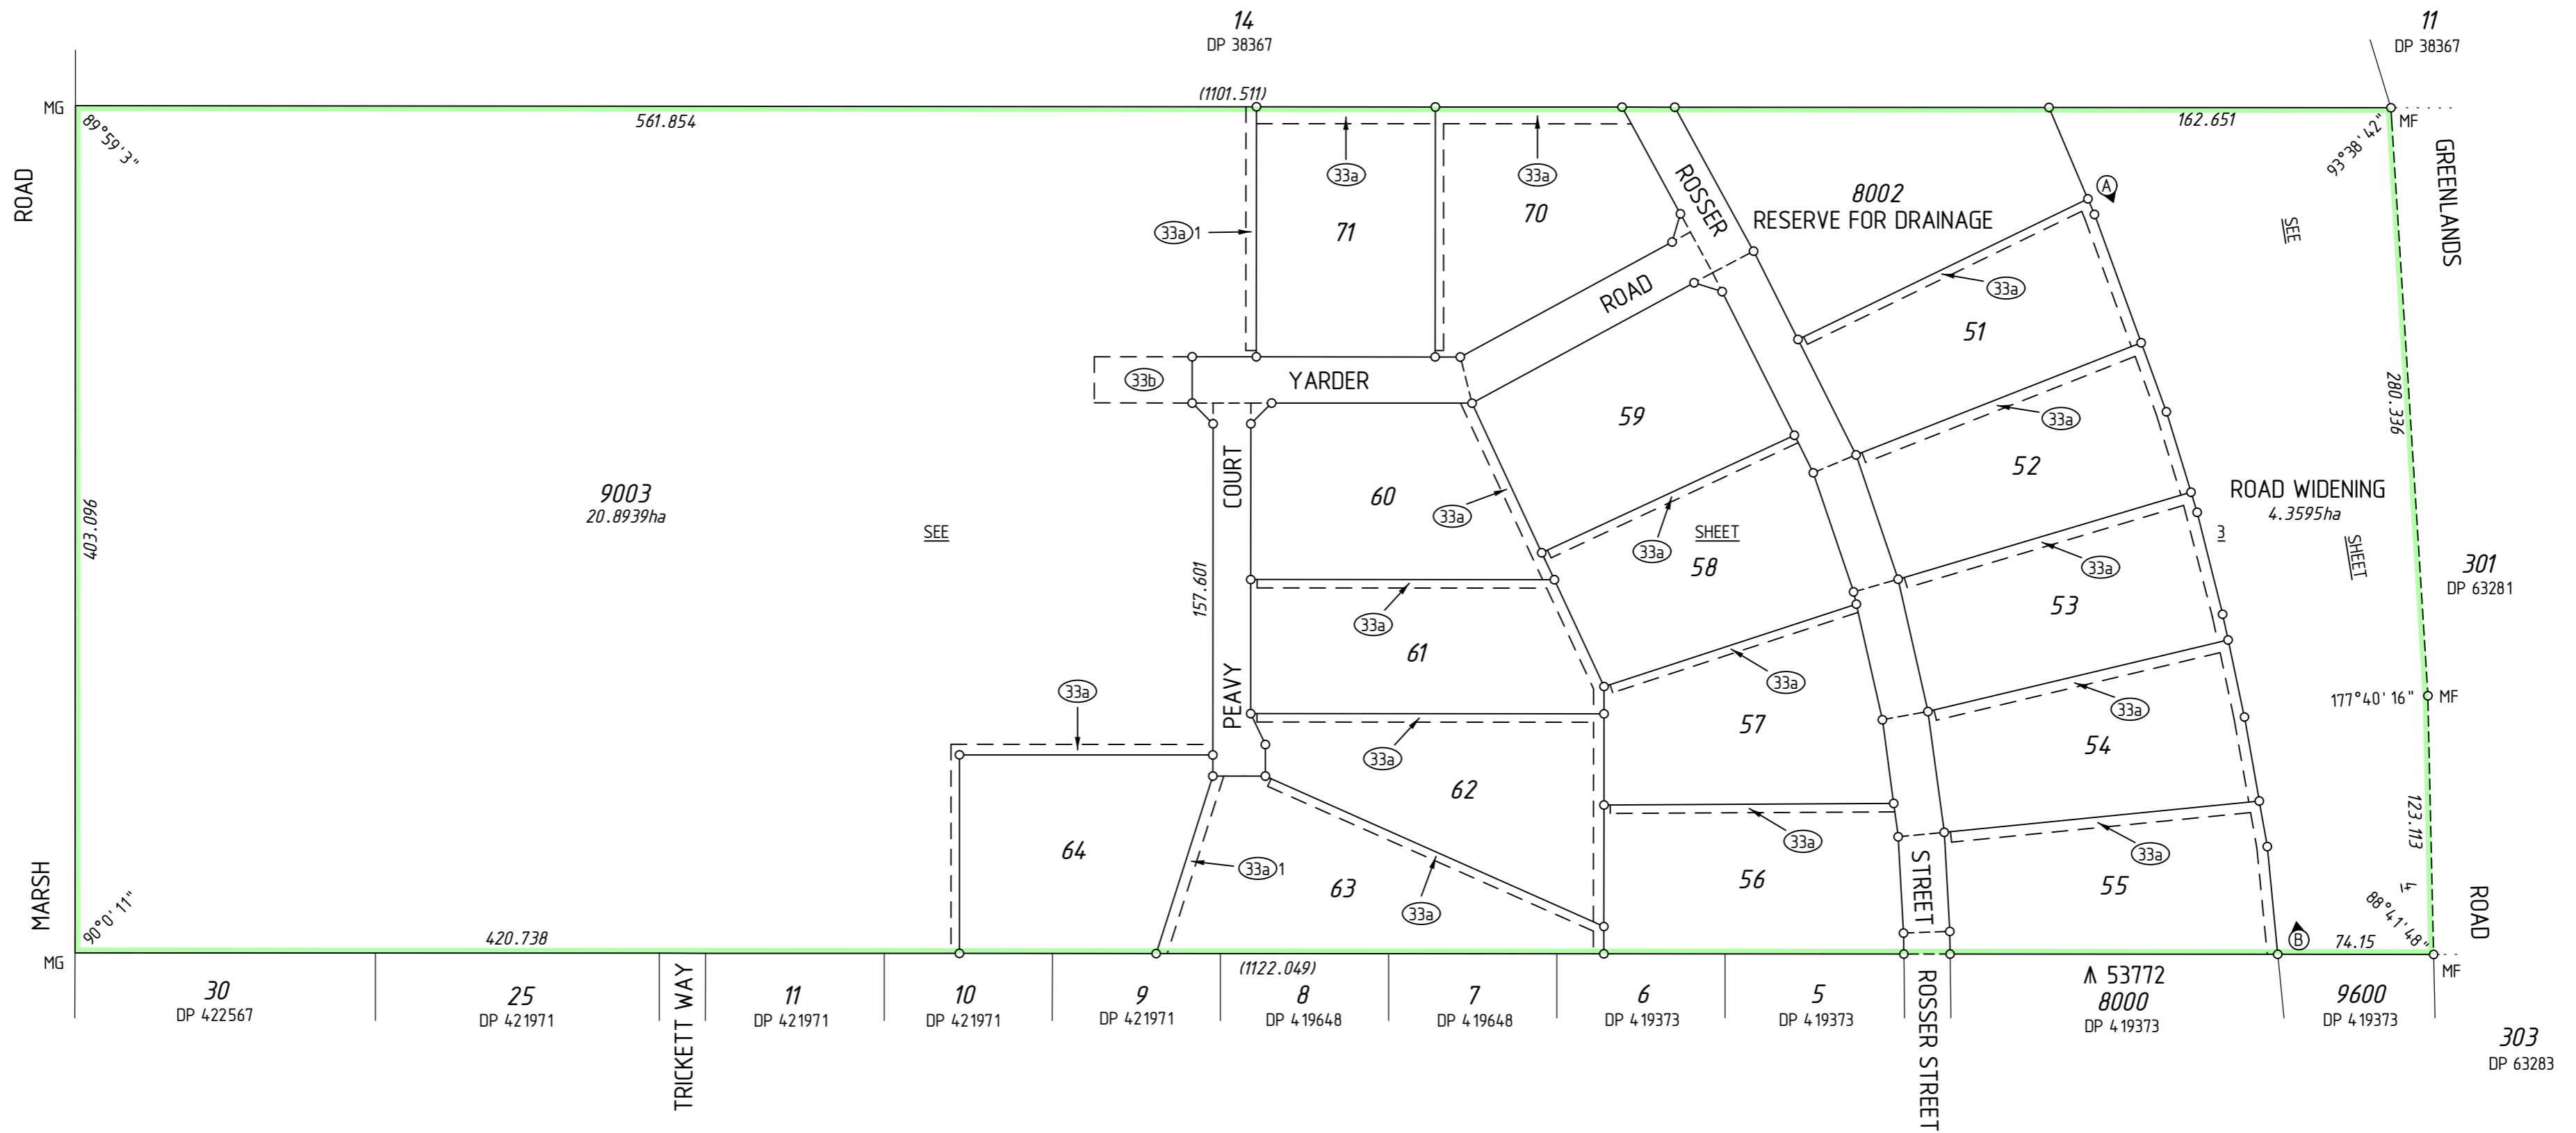 14
DP 38367
11
DP 38367
MG
(1101.511)
89°59'3"
561.854
162.651
MF
93°38'42"
ROAD
GREENLANDS
33a
33a
33a 1
71
70
ROSSER
8002
RESERVE FOR DRAINAGE
A
SEE
33a
51
ROAD
33b
YARDER
59
33a
52
280.336
COURT
60
33a
9003
20.8939ha
403.096
SEE
33a
SHEET
58
ROAD WIDENING
4.3595ha
3
SHEET
33a
53
301
DP 63281
157.601
33a
61
PEAVY
33a
33a
57
33a
54
177°40'16"
MF
33a
62
64
33a 1
63
33a
33a
56
STREET
33a
55
123.113
4
88°41'48"
ROAD
MARSH
90°0'11"
420.738
MG
(1122.049)
B
74.15
MF
30
DP 422567
25
DP 421971
TRICKETT WAY
11
DP 421971
10
DP 421971
9
DP 421971
8
DP 419648
7
DP 419648
6
DP 419373
5
DP 419373
ROSSER STREET
53772
8000
DP 419373
9600
DP 419373
303
DP 63283